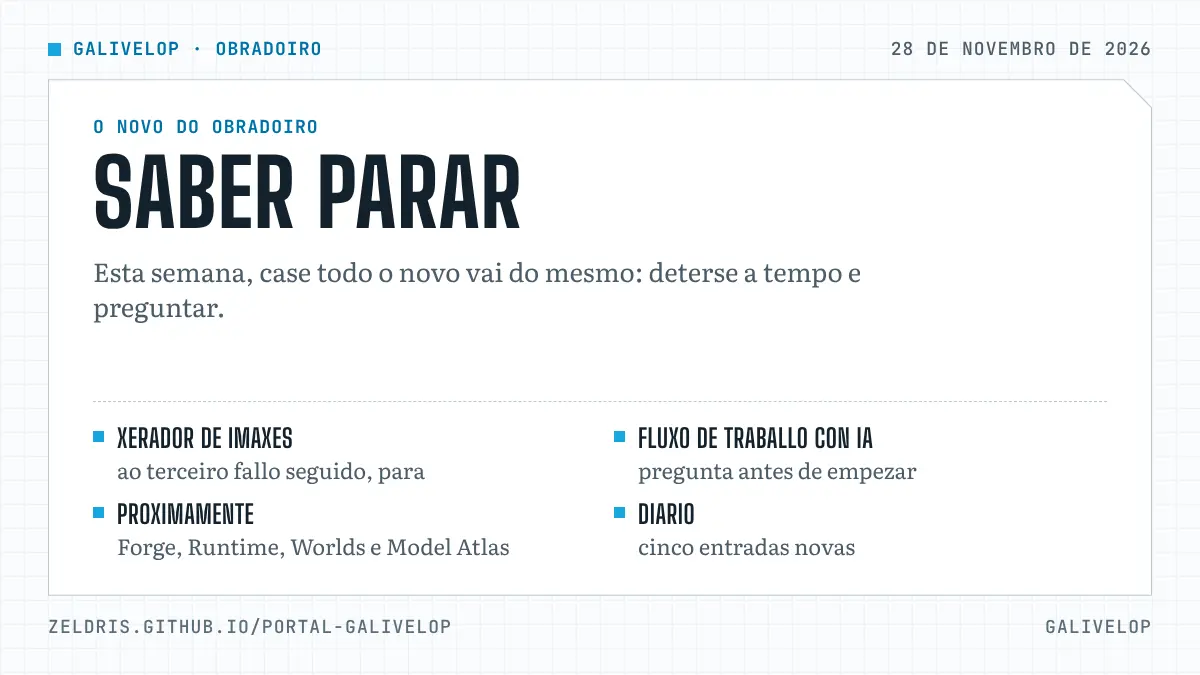 GALIVELOP · OBRADOIRO
28 DE NOVEMBRO DE 2026
O NOVO DO OBRADOIRO
SABER PARAR
Esta semana, case todo o novo vai do mesmo: deterse a tempo e
preguntar.
XERADOR DE IMAXES
ao terceiro fallo seguido, para
FLUXO DE TRABALLO CON IA
pregunta antes de empezar
PROXIMAMENTE
Forge, Runtime, Worlds e Model Atlas
DIARIO
cinco entradas novas
ZELDRIS.GITHUB.IO/PORTAL-GALIVELOP
GALIVELOP